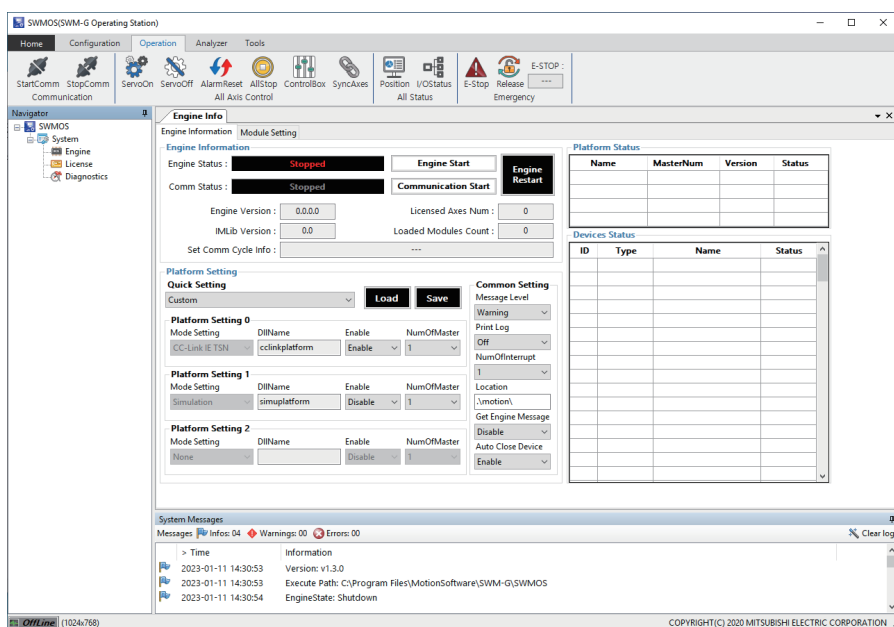 SWMOS(SWM-G Operating Station)
Home Configuration Operation Analyzer Tools
StartComm StopComm ServoOn ServoOff AlarmReset AllStop ControlBox SyncAxes Position I/OStatus E-Stop Release E-STOP : ---
Communication All Axis Control All Status Emergency
Navigator
SWMOS
System
Engine
License
Diagnostics
Engine Info
Engine Information Module Setting
Engine Information
Engine Status : Stopped Engine Start Engine Restart
Comm Status : Stopped Communication Start
Engine Version : 0.0.0.0 Licensed Axes Num : 0
IMLib Version : 0.0 Loaded Modules Count : 0
Set Comm Cycle Info : ---
Platform Setting
Quick Setting
Custom Load Save
Platform Setting 0
Mode Setting DllName Enable NumOfMaster
CC-Link IE TSN cclinkplatform Enable 1
Platform Setting 1
Mode Setting DllName Enable NumOfMaster
Simulation simuplatform Disable 1
Platform Setting 2
Mode Setting DllName Enable NumOfMaster
None Disable 1
Common Setting
Message Level
Warning
Print Log
Off
NumOfInterrupt
1
Location
.\motion\
Get Engine Message
Disable
Auto Close Device
Enable
Platform Status
Name MasterNum Version Status
Devices Status
ID Type Name Status
System Messages
Messages Infos: 04 Warnings: 00 Errors: 00 Clear log
> Time Information
2023-01-11 14:30:53 Version: v1.3.0
2023-01-11 14:30:53 Execute Path: C:\Program Files\MotionSoftware\SWM-G\SWMOS
2023-01-11 14:30:54 EngineState: Shutdown
OffLine (1024x768) COPYRIGHT(C) 2020 MITSUBISHI ELECTRIC CORPORATION